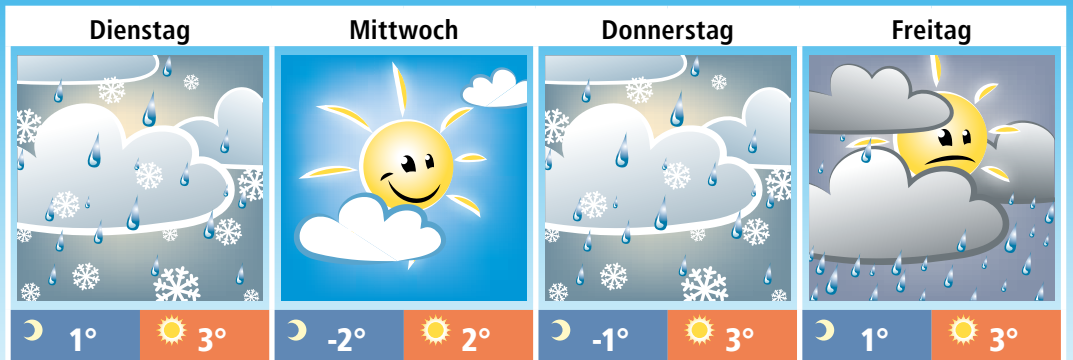 Dienstag
Mittwoch
Donnerstag
Freitag
1° 3°
-2° 2°
-1° 3°
1° 3°